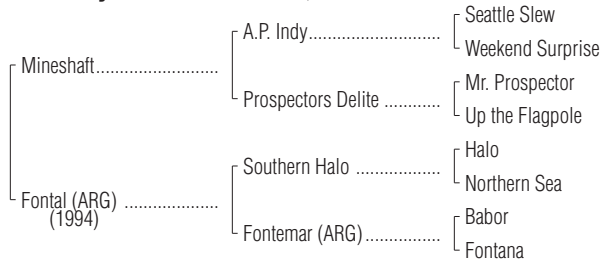 Seattle Slew
A.P. Indy..............................
Weekend Surprise
Mineshaft............................
Mr. Prospector
Prospectors Delite .............
Up the Flagpole
Halo
Southern Halo ...................
Northern Sea
Fontal (ARG) .....................
(1994)
Babor
Fontemar (ARG).................
Fontana